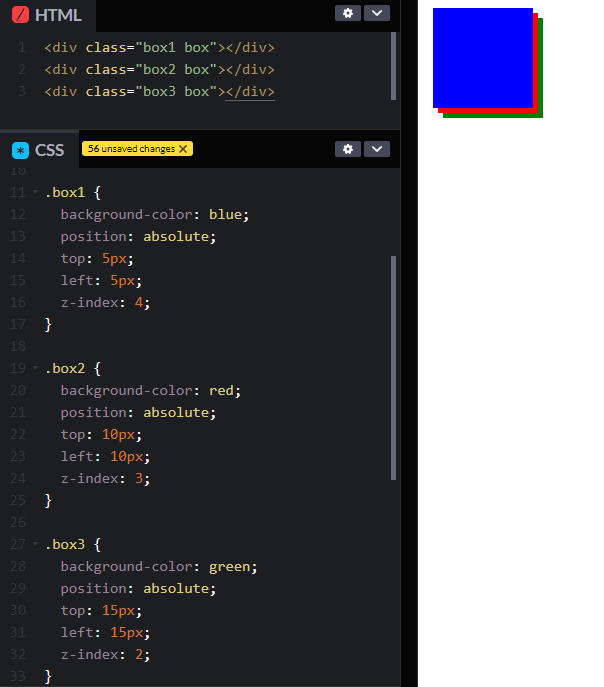 HTML
1 <div class="box1 box"></div>
2 <div class="box2 box"></div>
3 <div class="box3 box"></div>
CSS 56 unsaved changes ✕
10
11 .box1 {
12 background-color: blue;
13 position: absolute;
14 top: 5px;
15 left: 5px;
16 z-index: 4;
17 }
18
19 .box2 {
20 background-color: red;
21 position: absolute;
22 top: 10px;
23 left: 10px;
24 z-index: 3;
25 }
26
27 .box3 {
28 background-color: green;
29 position: absolute;
30 top: 15px;
31 left: 15px;
32 z-index: 2;
33 }